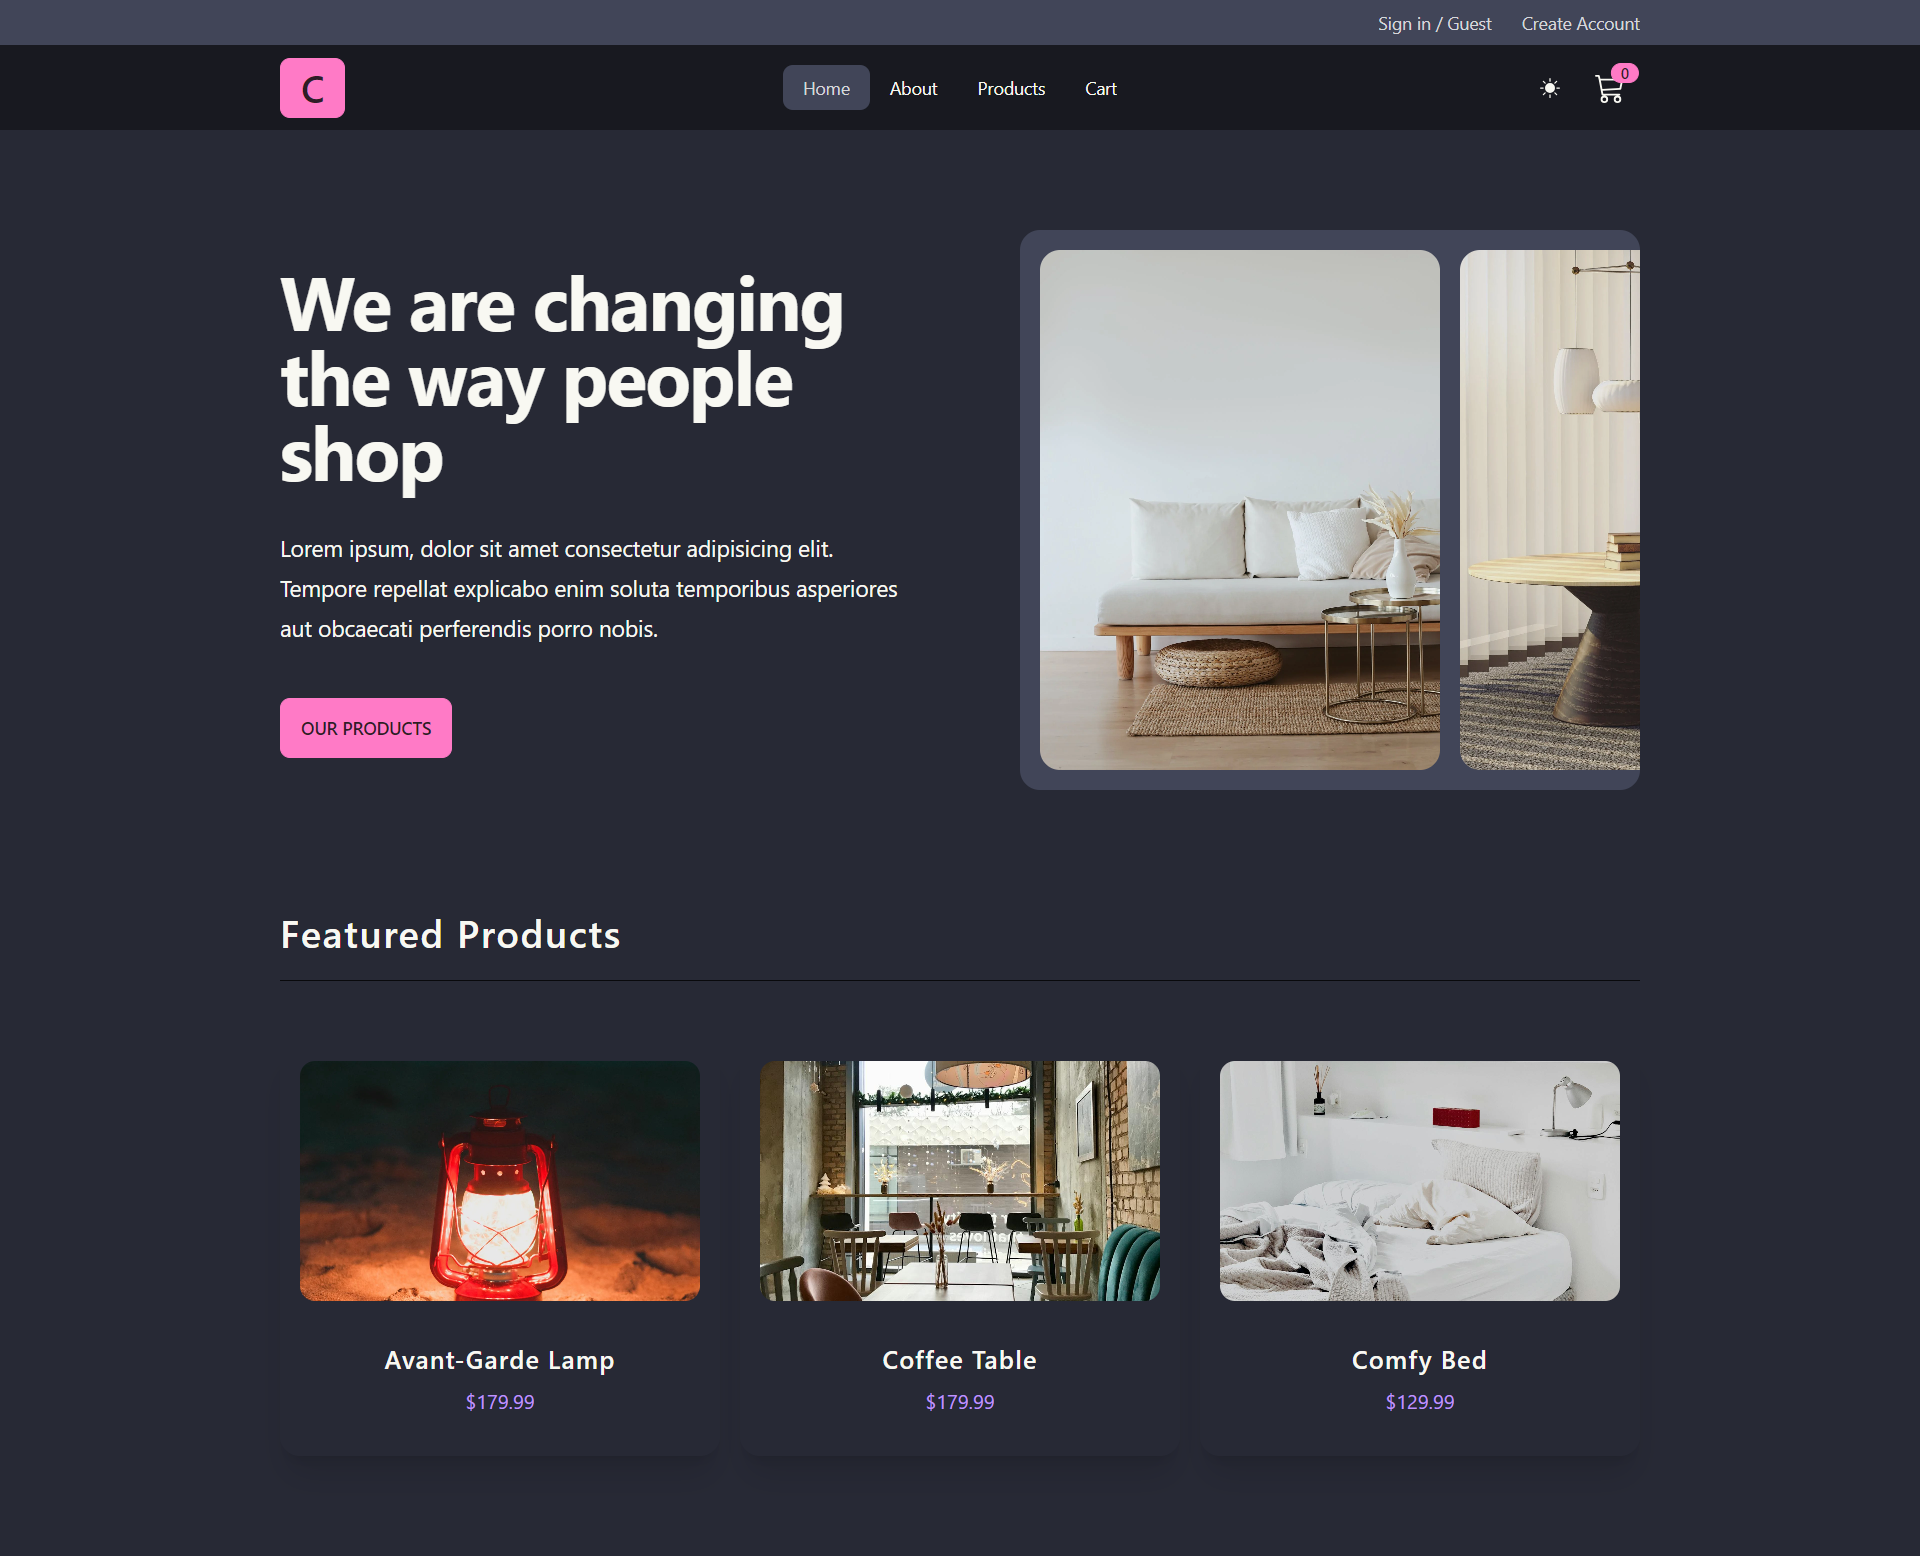 Sign in / Guest
Create Account
C
Home
About
Products
Cart
0
We are changing
the way people
shop
Lorem ipsum, dolor sit amet consectetur adipisicing elit.
Tempore repellat explicabo enim soluta temporibus asperiores
aut obcaecati perferendis porro nobis.
OUR PRODUCTS
Featured Products
Avant-Garde Lamp
$179.99
Coffee Table
$179.99
Comfy Bed
$129.99